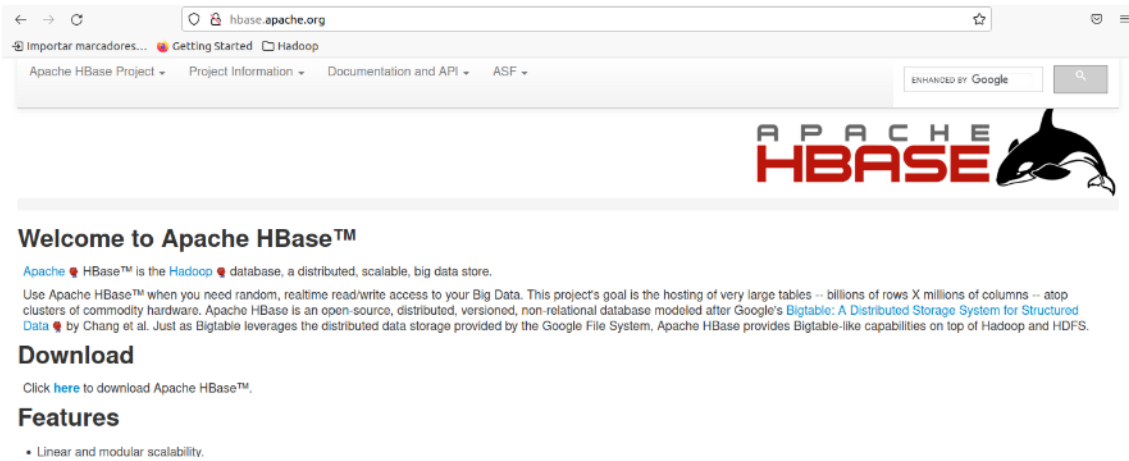 hbase.apache.org
Importar marcadores... Getting Started Hadoop
Apache HBase Project Project Information Documentation and API ASF
ENHANCED BY Google
APACHE
HBASE
Welcome to Apache HBase™
Apache HBase™ is the Hadoop database, a distributed, scalable, big data store.
Use Apache HBase™ when you need random, realtime read/write access to your Big Data. This project's goal is the hosting of very large tables -- billions of rows X millions of columns -- atop
clusters of commodity hardware. Apache HBase is an open-source, distributed, versioned, non-relational database modeled after Google's Bigtable: A Distributed Storage System for Structured
Data by Chang et al. Just as Bigtable leverages the distributed data storage provided by the Google File System, Apache HBase provides Bigtable-like capabilities on top of Hadoop and HDFS.
Download
Click here to download Apache HBase™.
Features
• Linear and modular scalability.